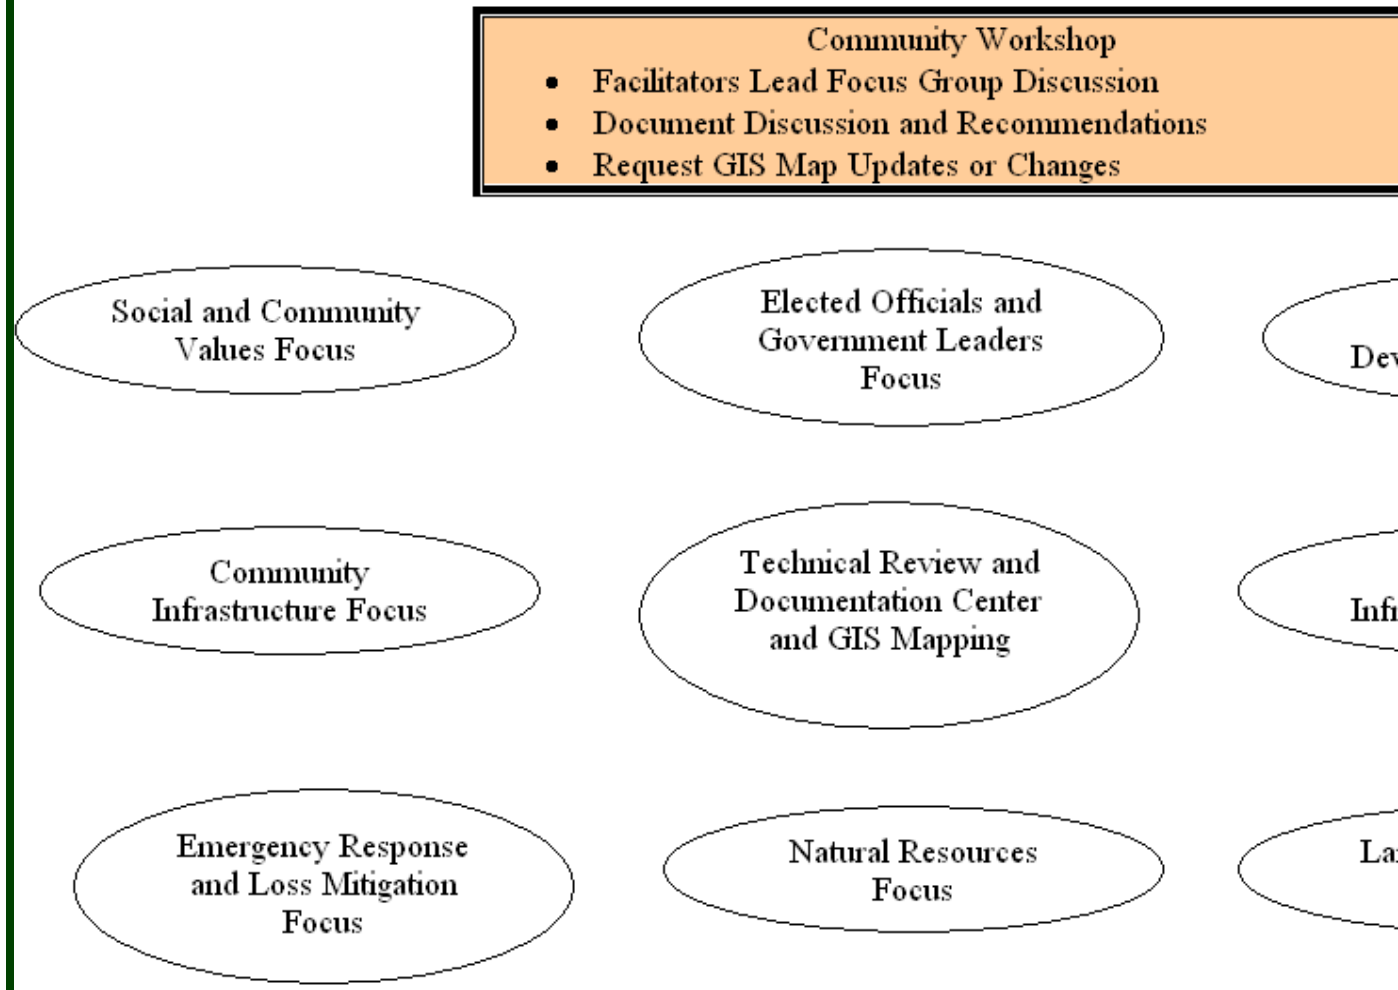 Community Workshop
• Facilitators Lead Focus Group Discussion
• Document Discussion and Recommendations
• Request GIS Map Updates or Changes
Social and Community
Values Focus
Elected Officials and
Government Leaders
Focus
Community
Infrastructure Focus
Technical Review and
Documentation Center
and GIS Mapping
Emergency Response
and Loss Mitigation
Focus
Natural Resources
Focus